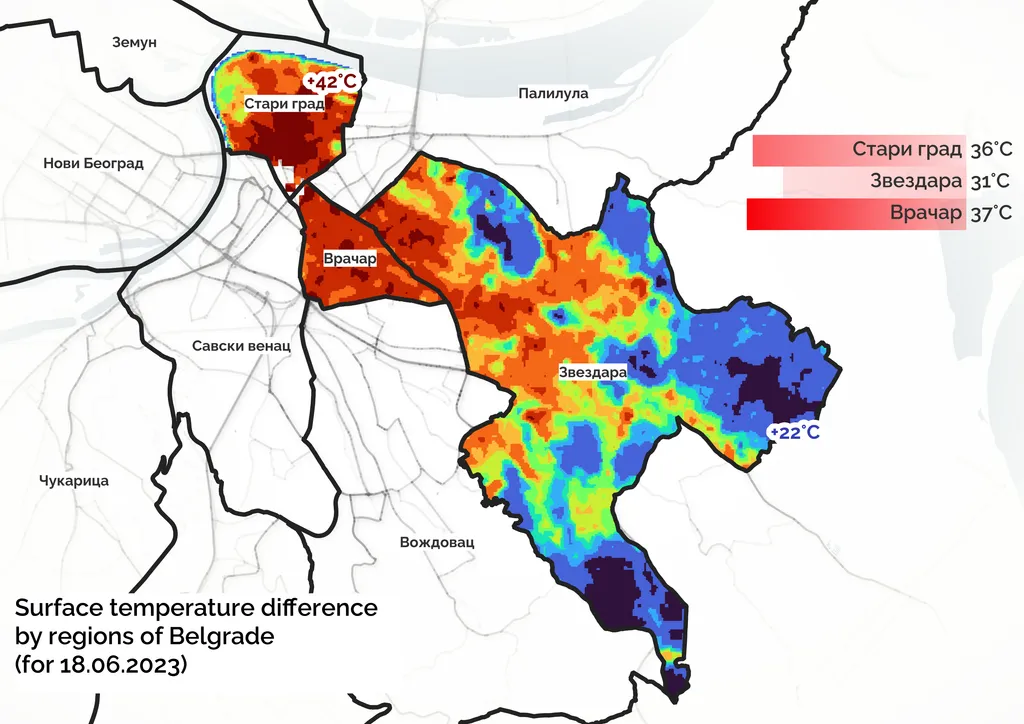 Земун
+42°C
Стари град
Палилула
Нови Београд
Стари град 36°C
Звездара 31°C
Врачар 37°C
Врачар
Савски венац
Звездара
+22°C
Чукарица
Вождовац
Surface temperature difference
by regions of Belgrade
(for 18.06.2023)